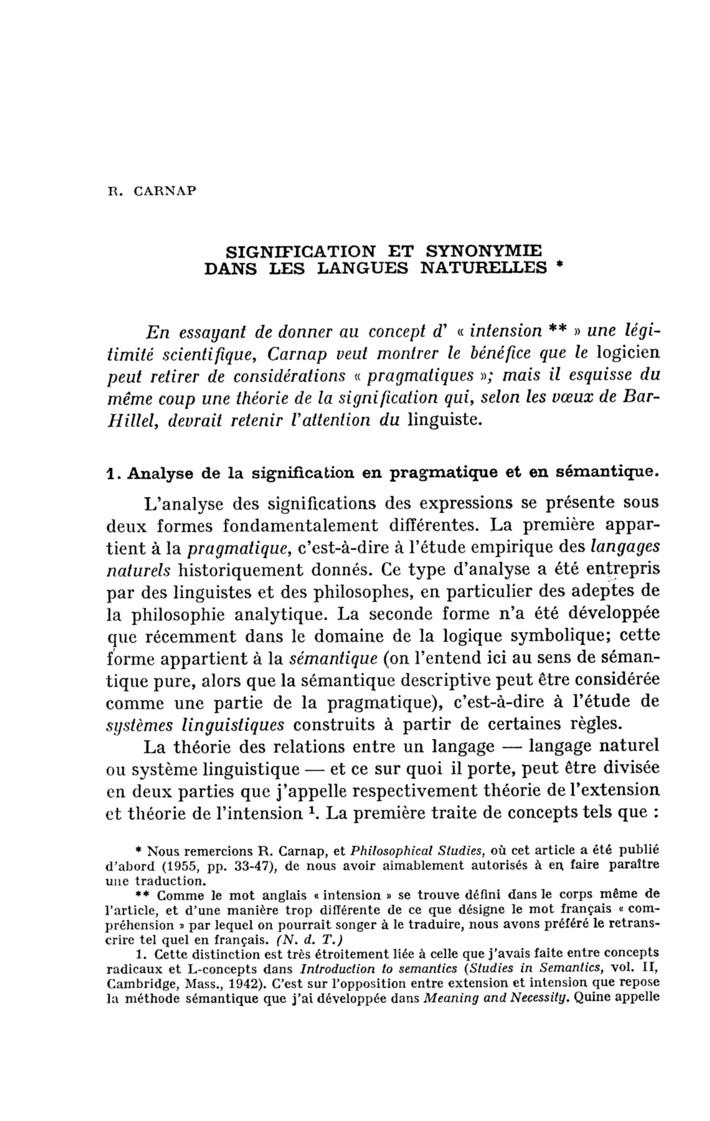 R. CARNAP
SIGNIFICATION ET SYNONYMIE
DANS LES LANGUES NATURELLES *
En essayant de donner au concept d' « intension ** » une légi-
timité scientifique, Carnap veut montrer le bénéfice que le logicien
peut retirer de considérations « pragmatiques »; mais il esquisse du
même coup une théorie de la signification qui, selon les vœux de Bar-
Hillel, devrait retenir l'attention du linguiste.
1. Analyse de la signification en pragmatique et en sémantique.
L'analyse des significations des expressions se présente sous
deux formes fondamentalement différentes. La première appar-
tient à la pragmatique, c'est-à-dire à l'étude empirique des langages
naturels historiquement donnés. Ce type d'analyse a été entrepris
par des linguistes et des philosophes, en particulier des adeptes de
la philosophie analytique. La seconde forme n'a été développée
que récemment dans le domaine de la logique symbolique; cette
forme appartient à la sémantique (on l'entend ici au sens de séman-
tique pure, alors que la sémantique descriptive peut être considérée
comme une partie de la pragmatique), c'est-à-dire à l'étude de
systèmes linguistiques construits à partir de certaines règles.
La théorie des relations entre un langage — langage naturel
ou système linguistique — et ce sur quoi il porte, peut être divisée
en deux parties que j'appelle respectivement théorie de l'extension
et théorie de l'intension ¹. La première traite de concepts tels que :
* Nous remercions R. Carnap, et Philosophical Studies, où cet article a été publié
d'abord (1955, pp. 33-47), de nous avoir aimablement autorisés à en faire paraître
une traduction.
** Comme le mot anglais « intension » se trouve défini dans le corps même de
l'article, et d'une manière trop différente de ce que désigne le mot français « com-
préhension » par lequel on pourrait songer à le traduire, nous avons préféré le retrans-
crire tel quel en français. (N. d. T.)
1. Cette distinction est très étroitement liée à celle que j'avais faite entre concepts
radicaux et L-concepts dans Introduction to semantics (Studies in Semantics, vol. II,
Cambridge, Mass., 1942). C'est sur l'opposition entre extension et intension que repose
la méthode sémantique que j'ai développée dans Meaning and Necessity. Quine appelle